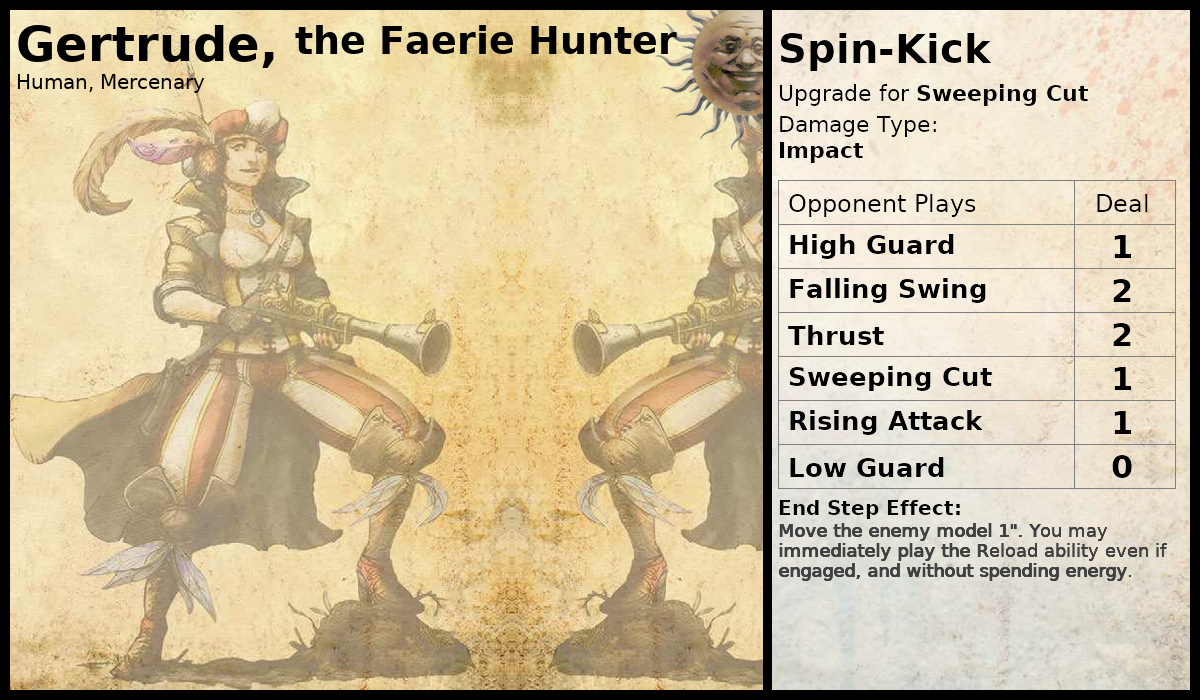 Gertrude, the Faerie Hunter
Human, Mercenary
Spin-Kick
Upgrade for Sweeping Cut
Damage Type:
Impact
Opponent Plays Deal
High Guard 1
Falling Swing 2
Thrust 2
Sweeping Cut 1
Rising Attack 1
Low Guard 0
End Step Effect:
Move the enemy model 1". You may
immediately play the Reload ability even if
engaged, and without spending energy.